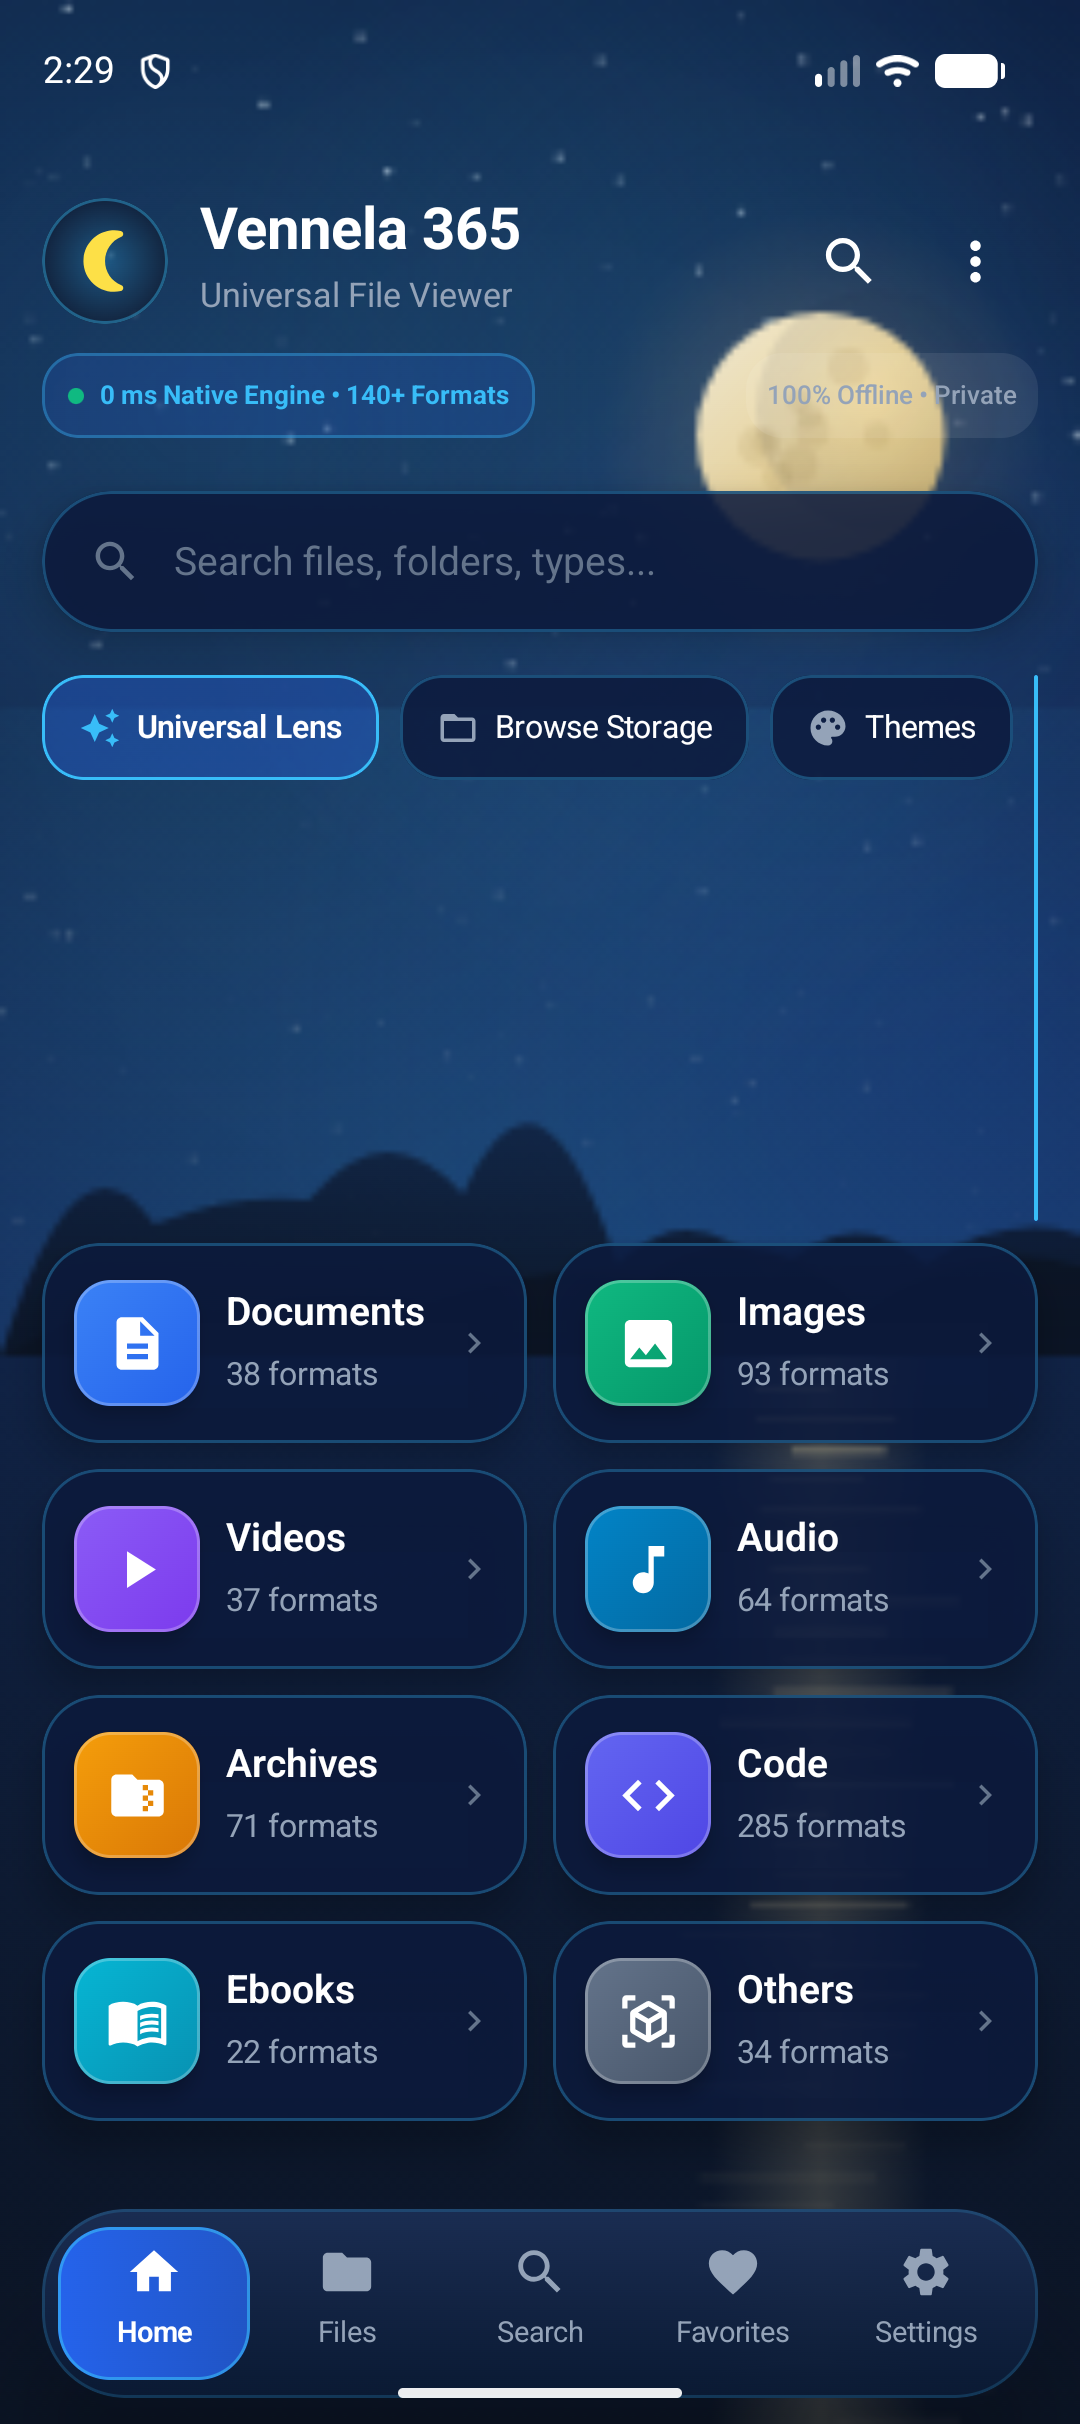 2:29
Vennela 365
Universal File Viewer
0 ms Native Engine • 140+ Formats
100% Offline • Private
Search files, folders, types...
Universal Lens
Browse Storage
Themes
Documents
38 formats
Images
93 formats
Videos
37 formats
Audio
64 formats
Archives
71 formats
Code
285 formats
Ebooks
22 formats
Others
34 formats
Home
Files
Search
Favorites
Settings